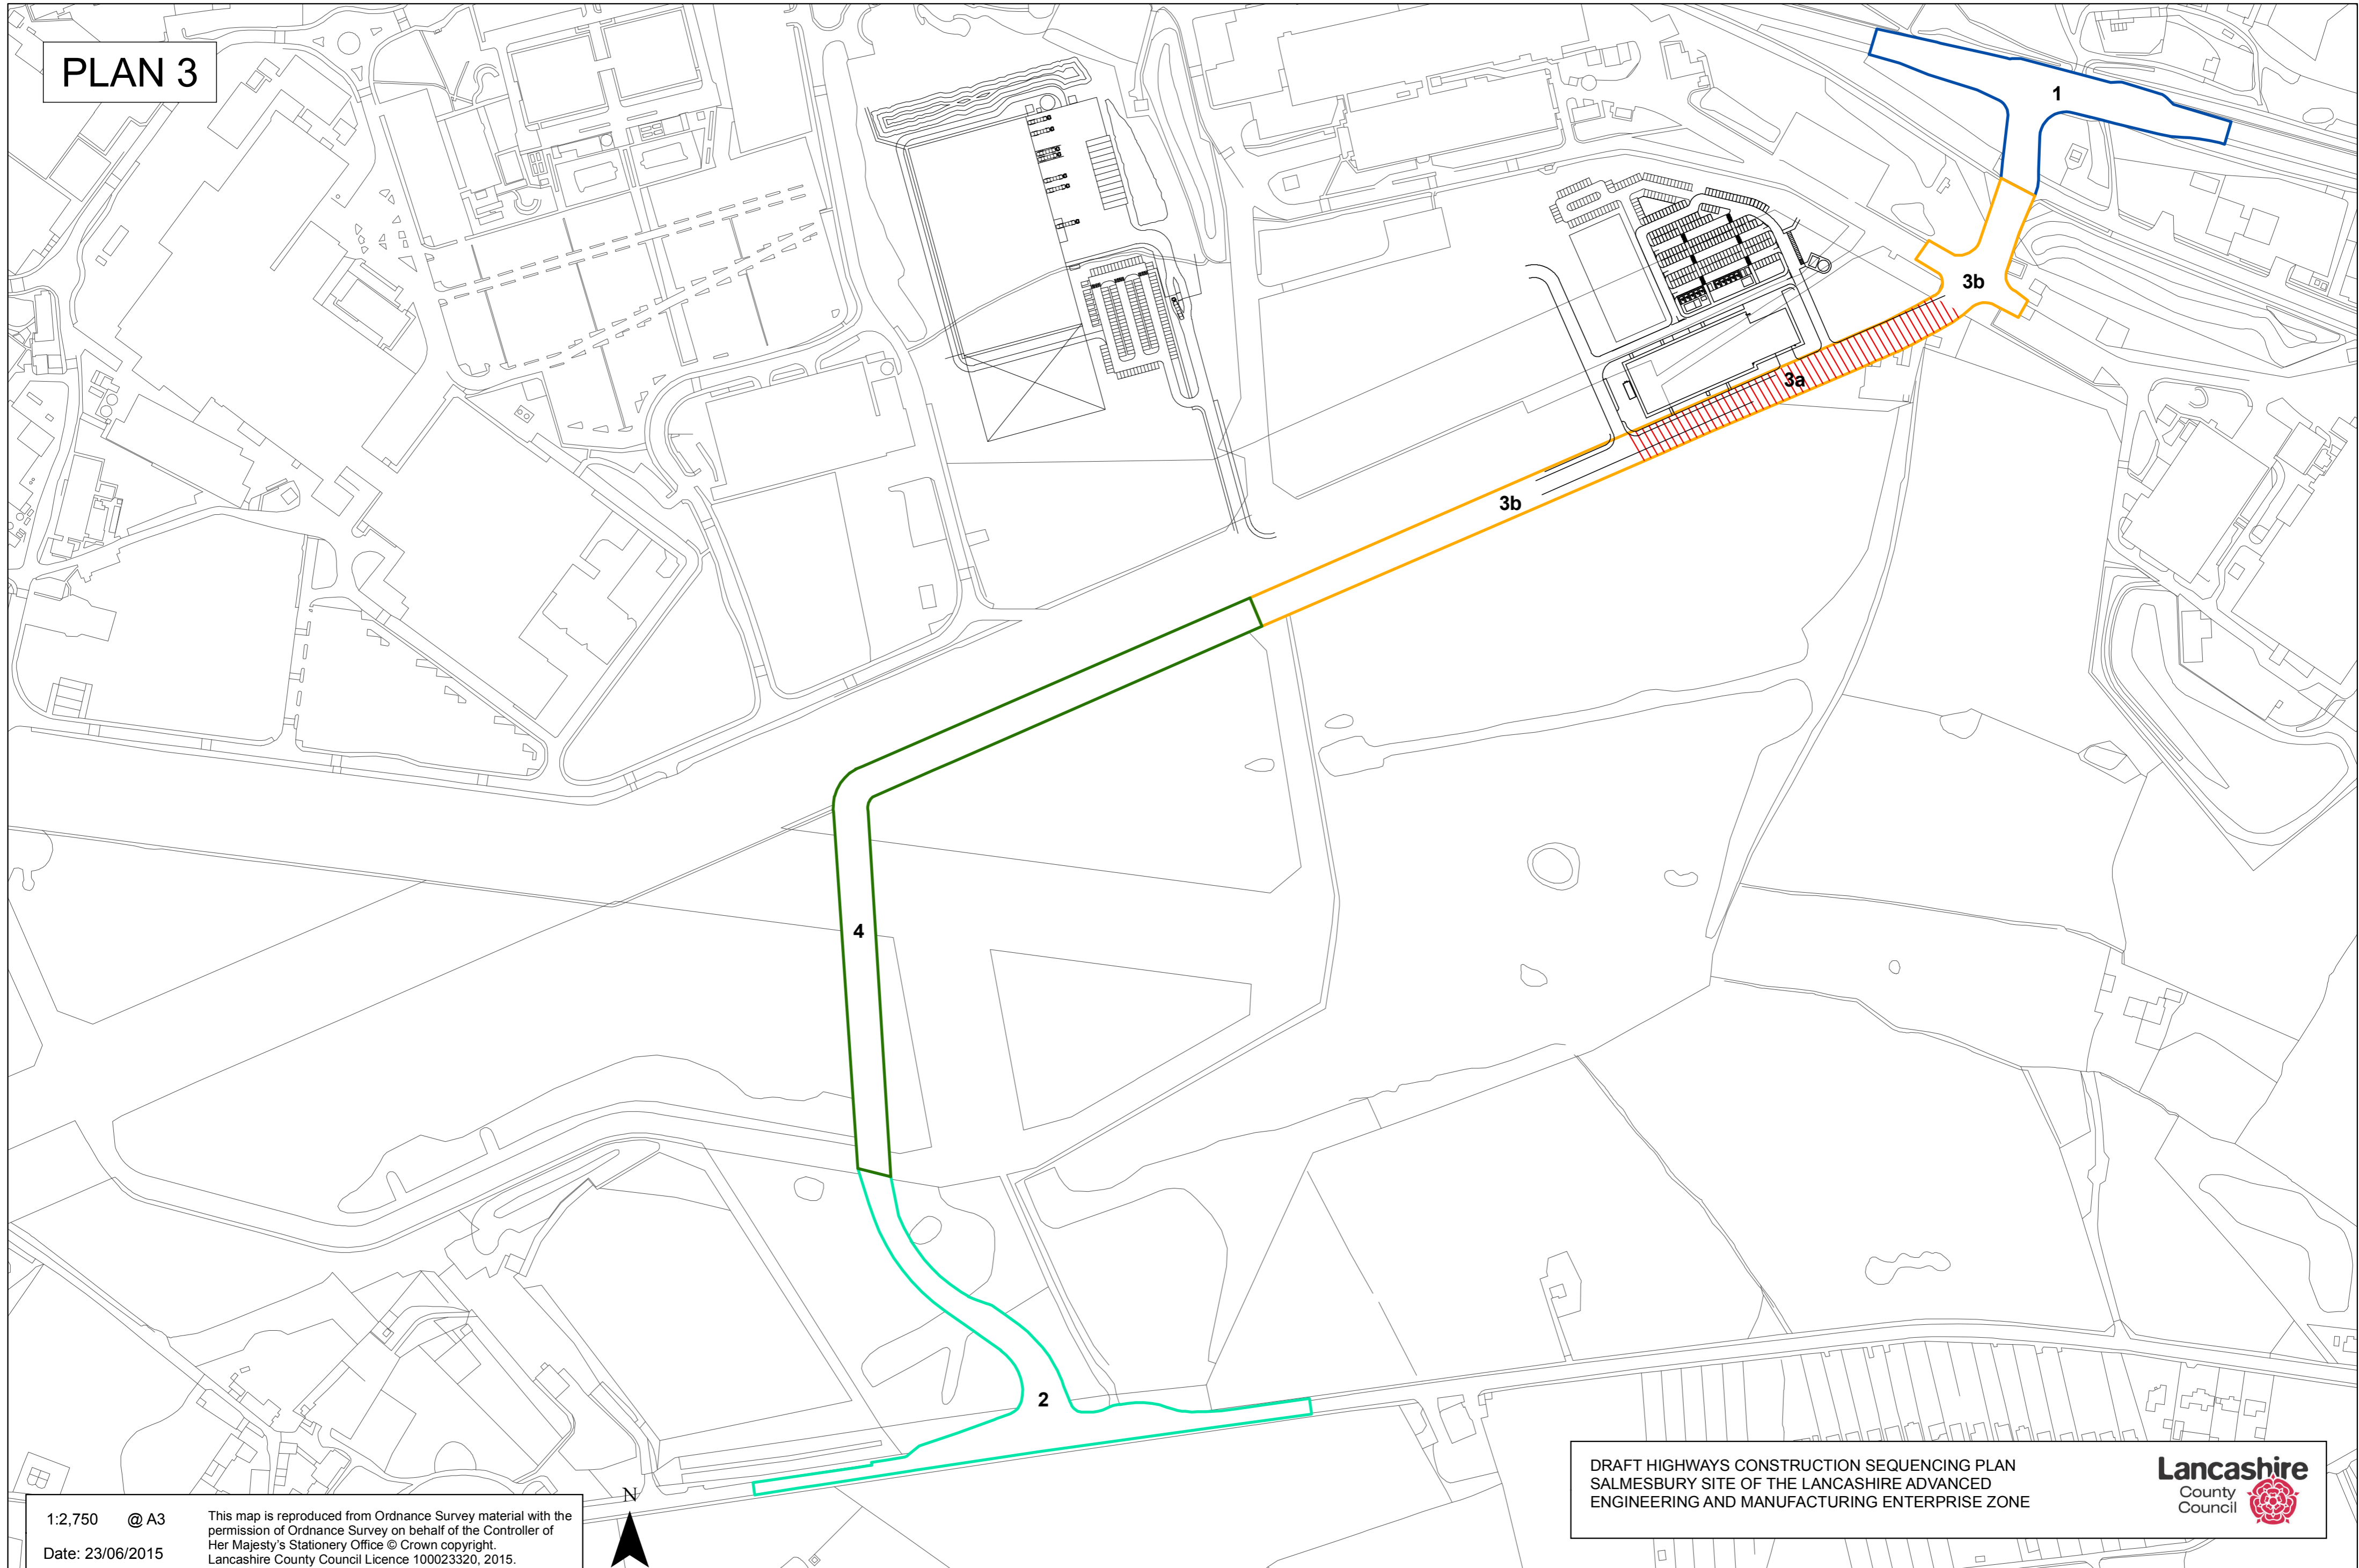 PLAN 3
1
3b
3a
3b
4
2
N
1:2,750 @ A3
Date: 23/06/2015
This map is reproduced from Ordnance Survey material with the
permission of Ordnance Survey on behalf of the Controller of
Her Majesty's Stationery Office © Crown copyright.
Lancashire County Council Licence 100023320, 2015.
DRAFT HIGHWAYS CONSTRUCTION SEQUENCING PLAN
SALMESBURY SITE OF THE LANCASHIRE ADVANCED
ENGINEERING AND MANUFACTURING ENTERPRISE ZONE
Lancashire
County
Council